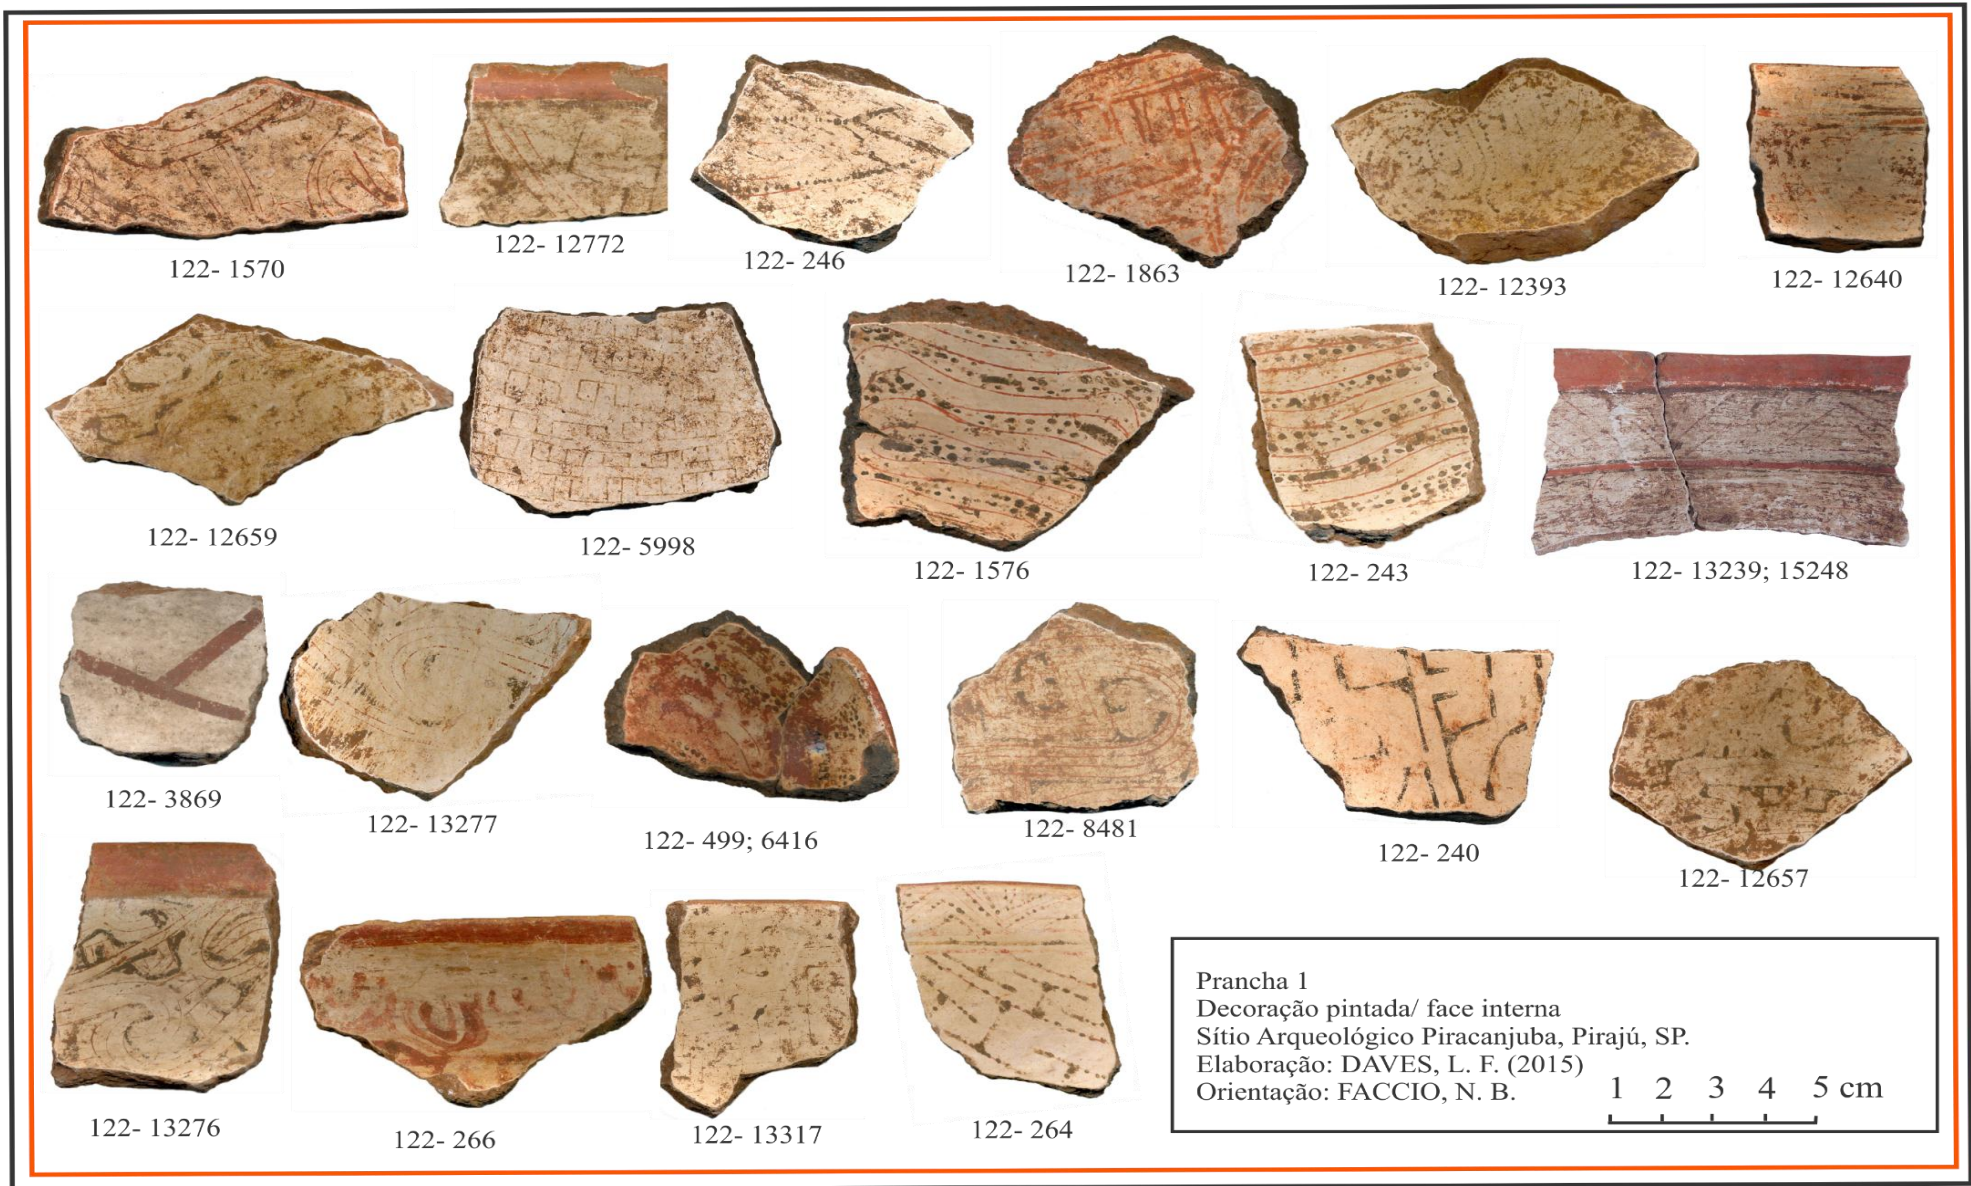 122- 1570
122- 12772
122- 246
122- 1863
122- 12393
122- 12640
122- 12659
122- 5998
122- 1576
122- 243
122- 13239; 15248
122- 3869
122- 13277
122- 499; 6416
122- 8481
122- 240
122- 12657
122- 13276
122- 266
122- 13317
122- 264
Prancha 1
Decoração pintada/ face interna
Sítio Arqueológico Piracanjuba, Pirajú, SP.
Elaboração: DAVES, L. F. (2015)
Orientação: FACCIO, N. B.
1 2 3 4 5 cm